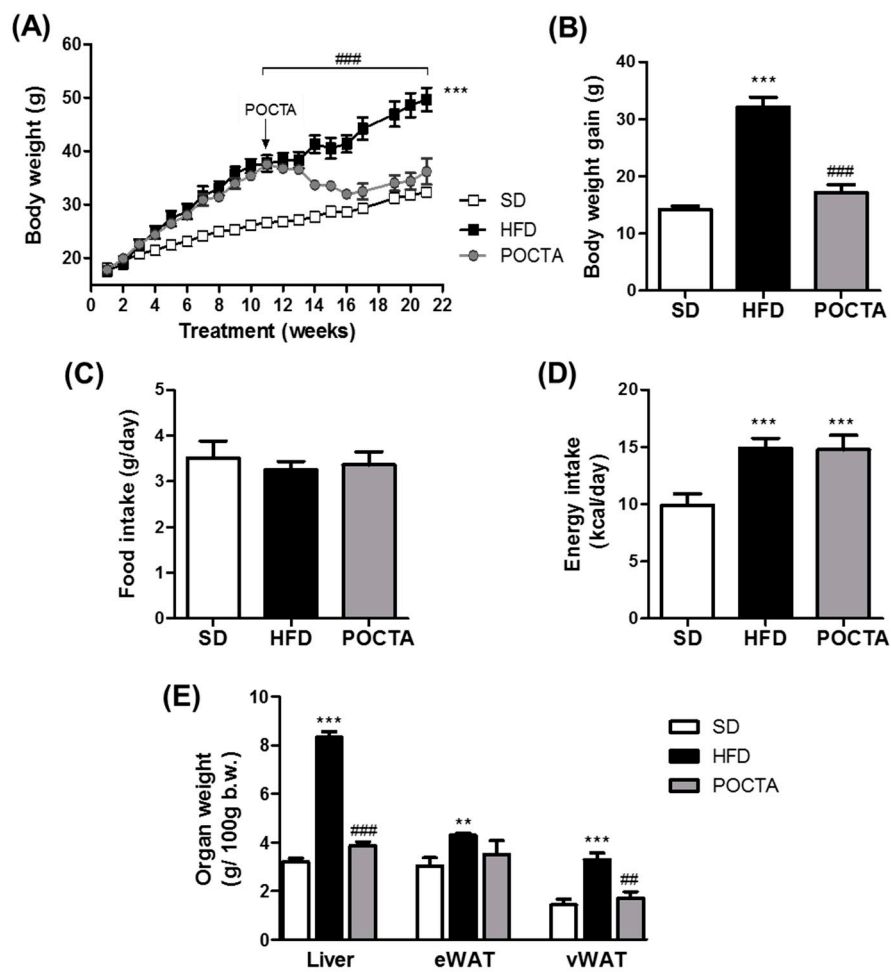 (A)
Body weight (g)
60
50
40
30
20
0 2 4 6 8 10 12 14 16 18 20 22
Treatment (weeks)
POCTA
###
***
SD
HFD
POCTA
(B)
Body weight gain (g)
40
30
20
10
0
***
###
SD HFD POCTA
(C)
Food intake (g/day)
5
4
3
2
1
0
SD HFD POCTA
(D)
Energy intake
(kcal/day)
20
15
10
5
0
*** ***
SD HFD POCTA
(E)
Organ weight
(g/ 100g b.w.)
10
8
6
4
2
0
***
###
**
***
##
Liver eWAT vWAT
SD
HFD
POCTA